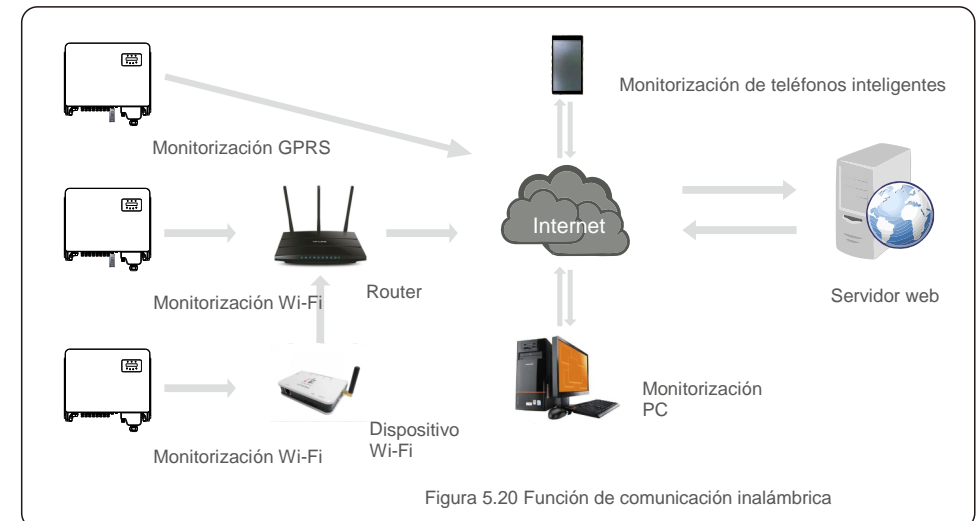 Monitorización de teléfonos inteligentes
Monitorización GPRS
Internet
Router
Monitorización Wi-Fi
Servidor web
Monitorización
PC
Dispositivo
Wi-Fi
Monitorización Wi-Fi
Figura 5.20 Función de comunicación inalámbrica